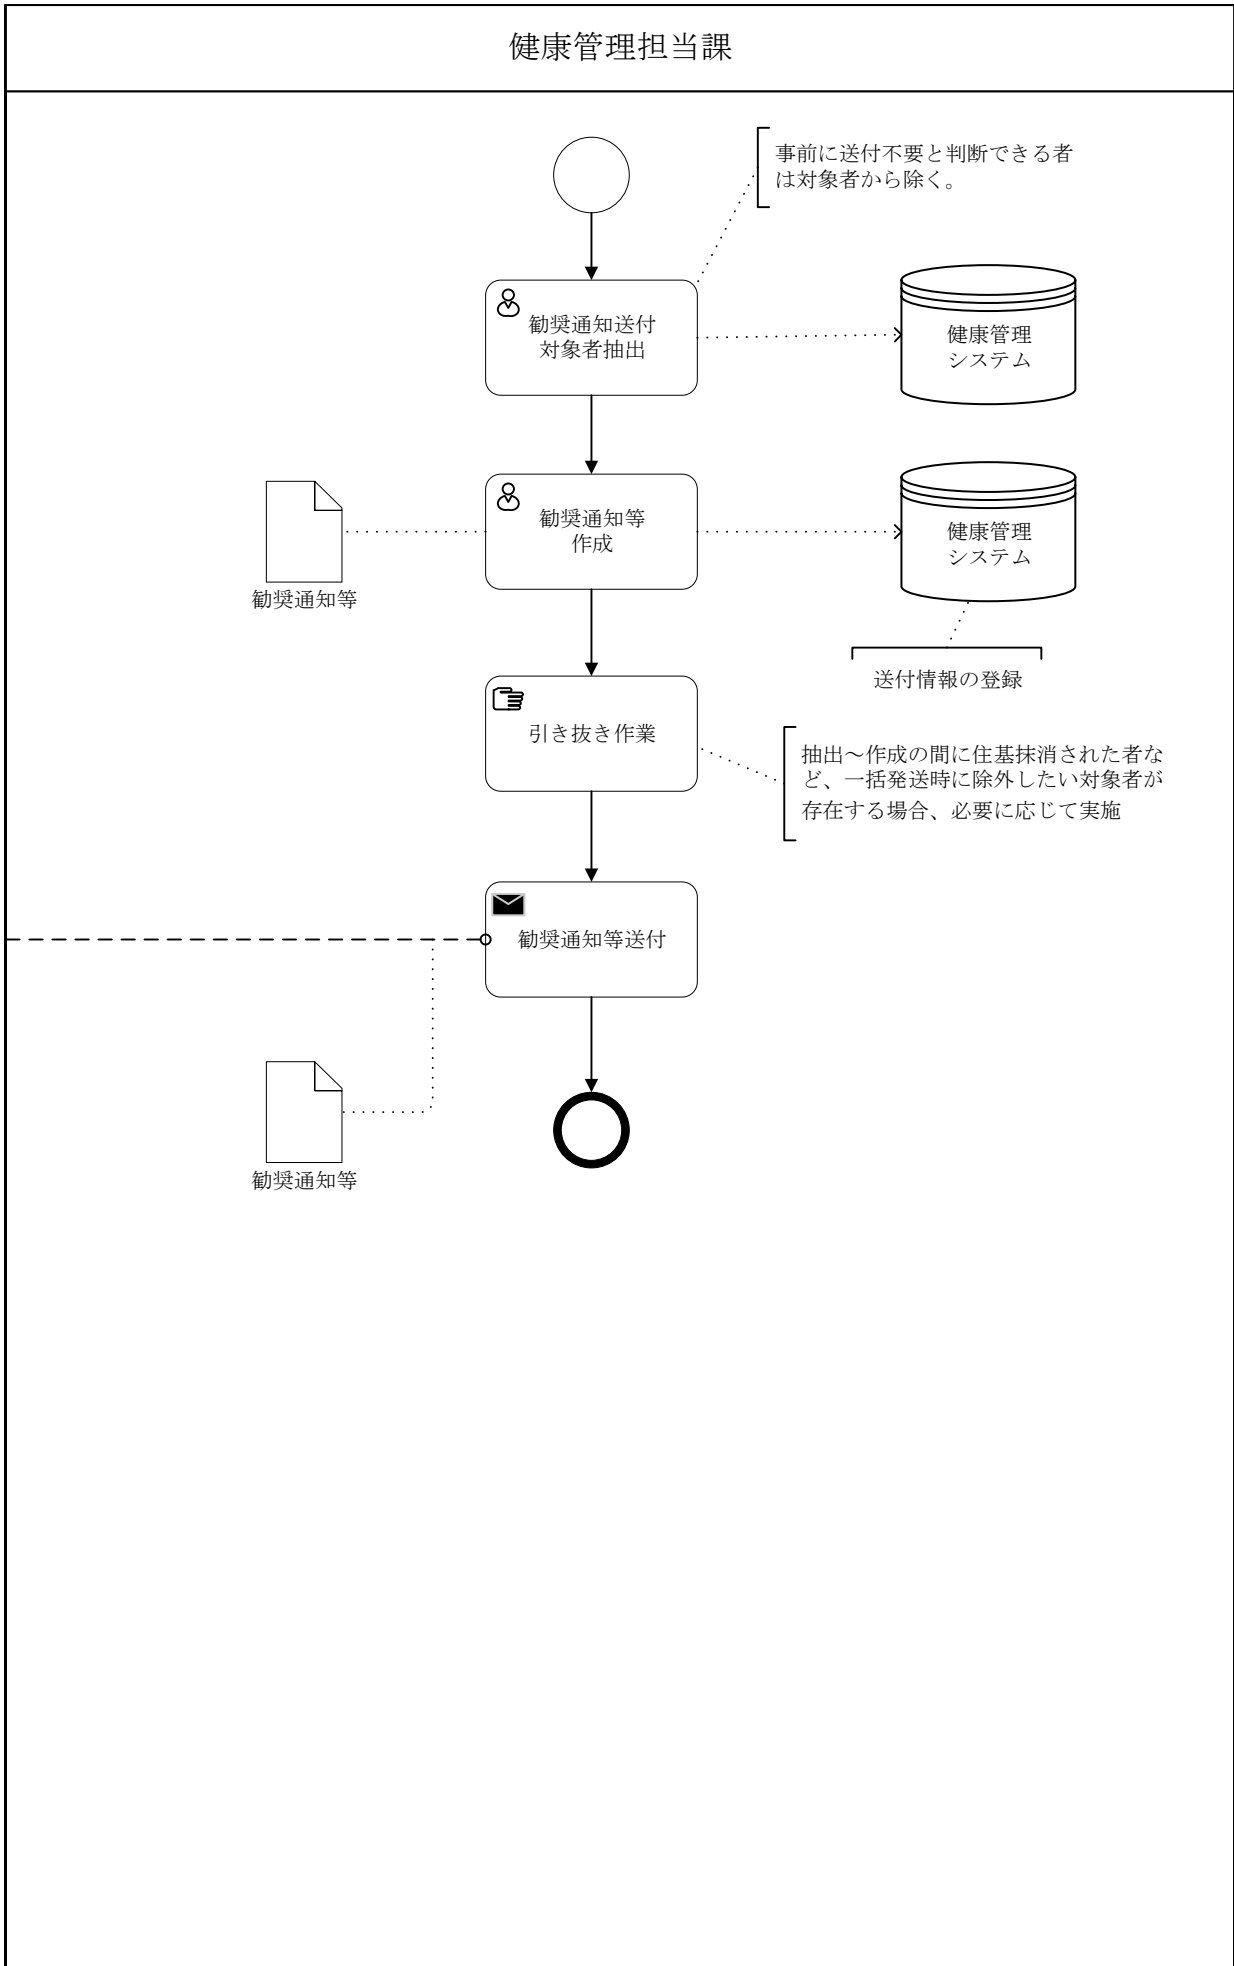 健康管理担当課
事前に送付不要と判断できる者
は対象者から除く。
勧奨通知送付
対象者抽出
健康管理
システム
勧奨通知等
作成
健康管理
システム
勧奨通知等
送付情報の登録
引き抜き作業
抽出～作成の間に住基抹消された者な
ど、一括発送時に除外したい対象者が
存在する場合、必要に応じて実施
勧奨通知等送付
勧奨通知等